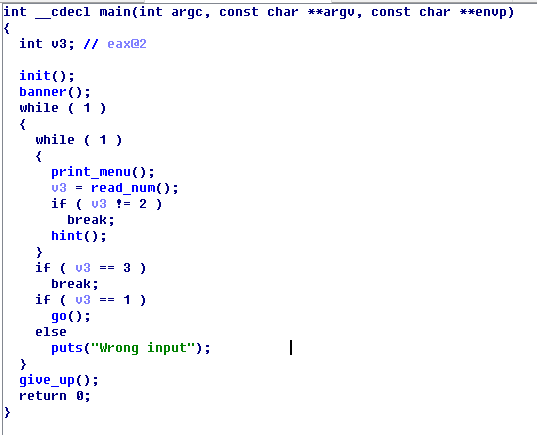 int __cdecl main(int argc, const char **argv, const char **envp)
{
  int v3; // eax@2
  init();
  banner();
  while ( 1 )
  {
    while ( 1 )
    {
      print_menu();
      v3 = read_num();
      if ( v3 != 2 )
        break;
      hint();
    }
    if ( v3 == 3 )
      break;
    if ( v3 == 1 )
      go();
    else
      puts("Wrong input");
  }
  give_up();
  return 0;
}